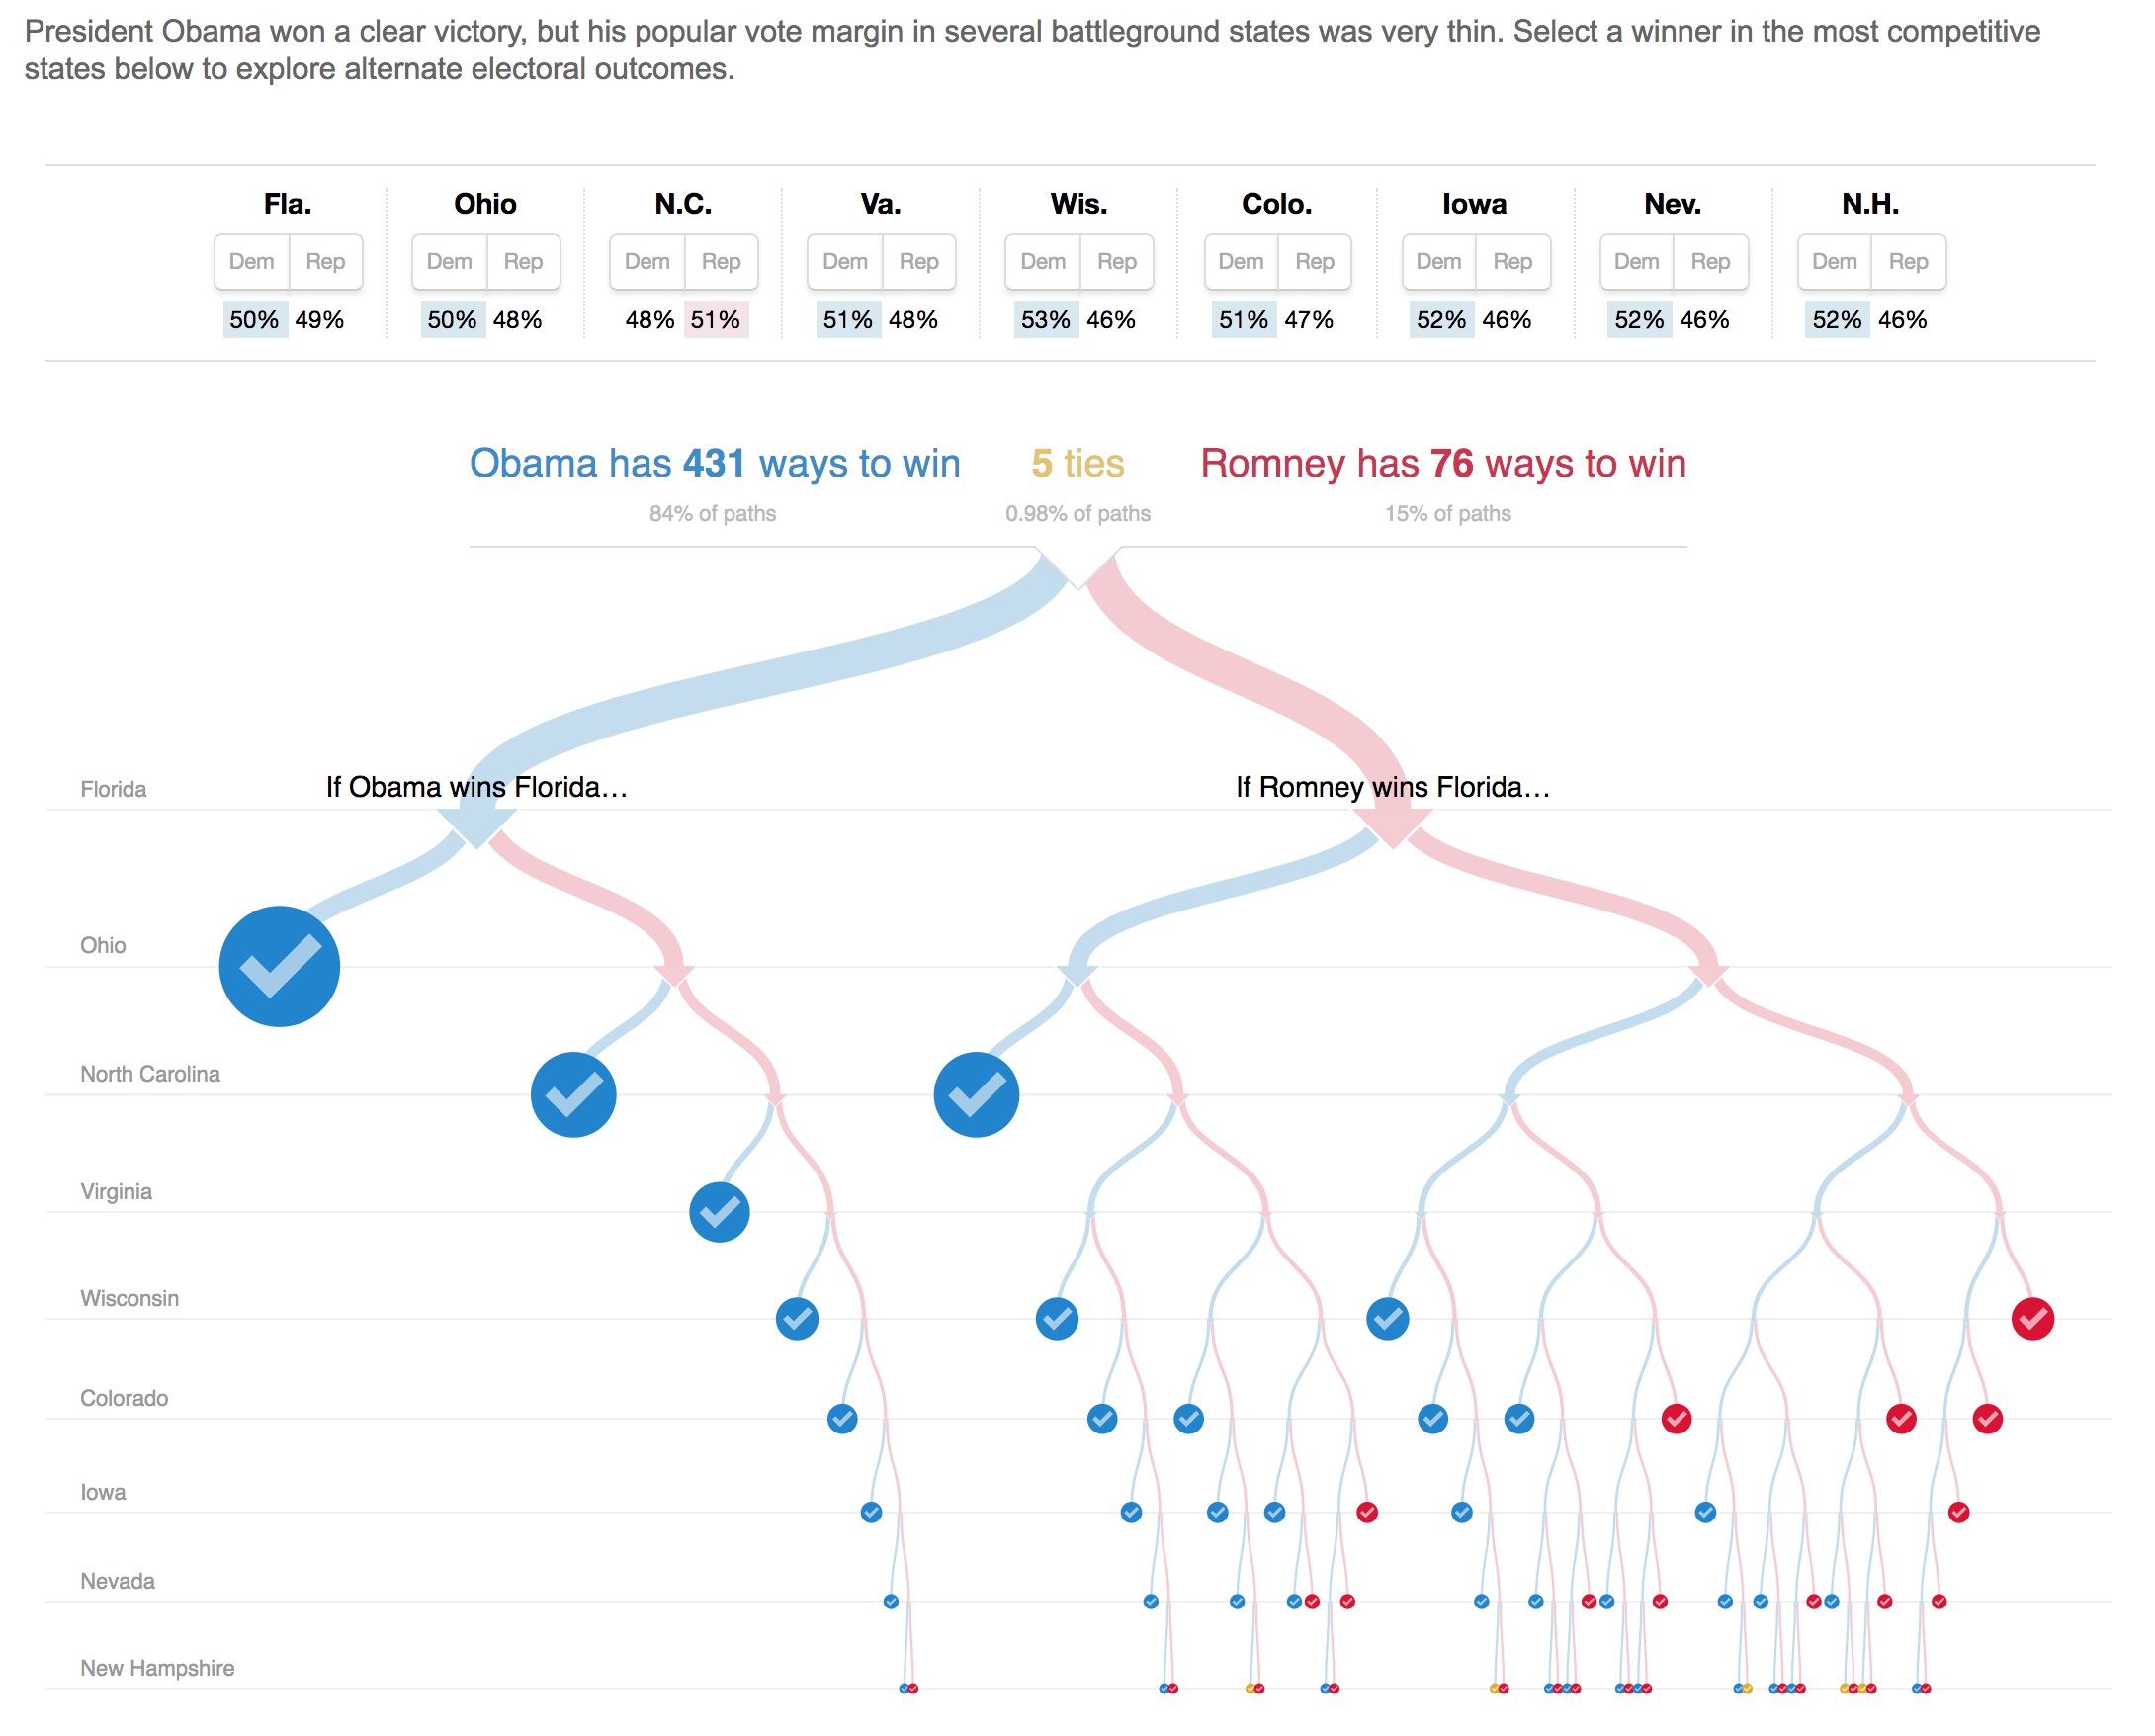 President Obama won a clear victory, but his popular vote margin in several battleground states was very thin. Select a winner in the most competitive
states below to explore alternate electoral outcomes.
Fla. Ohio N.C. Va. Wis. Colo. Iowa Nev. N.H.
Dem Rep Dem Rep Dem Rep Dem Rep Dem Rep Dem Rep Dem Rep Dem Rep Dem Rep
50% 49% 50% 48% 48% 51% 51% 48% 53% 46% 51% 47% 52% 46% 52% 46% 52% 46%
Obama has 431 ways to win 5 ties Romney has 76 ways to win
84% of paths 0.98% of paths 15% of paths
Florida If Obama wins Florida… If Romney wins Florida…
Ohio
North Carolina
Virginia
Wisconsin
Colorado
Iowa
Nevada
New Hampshire